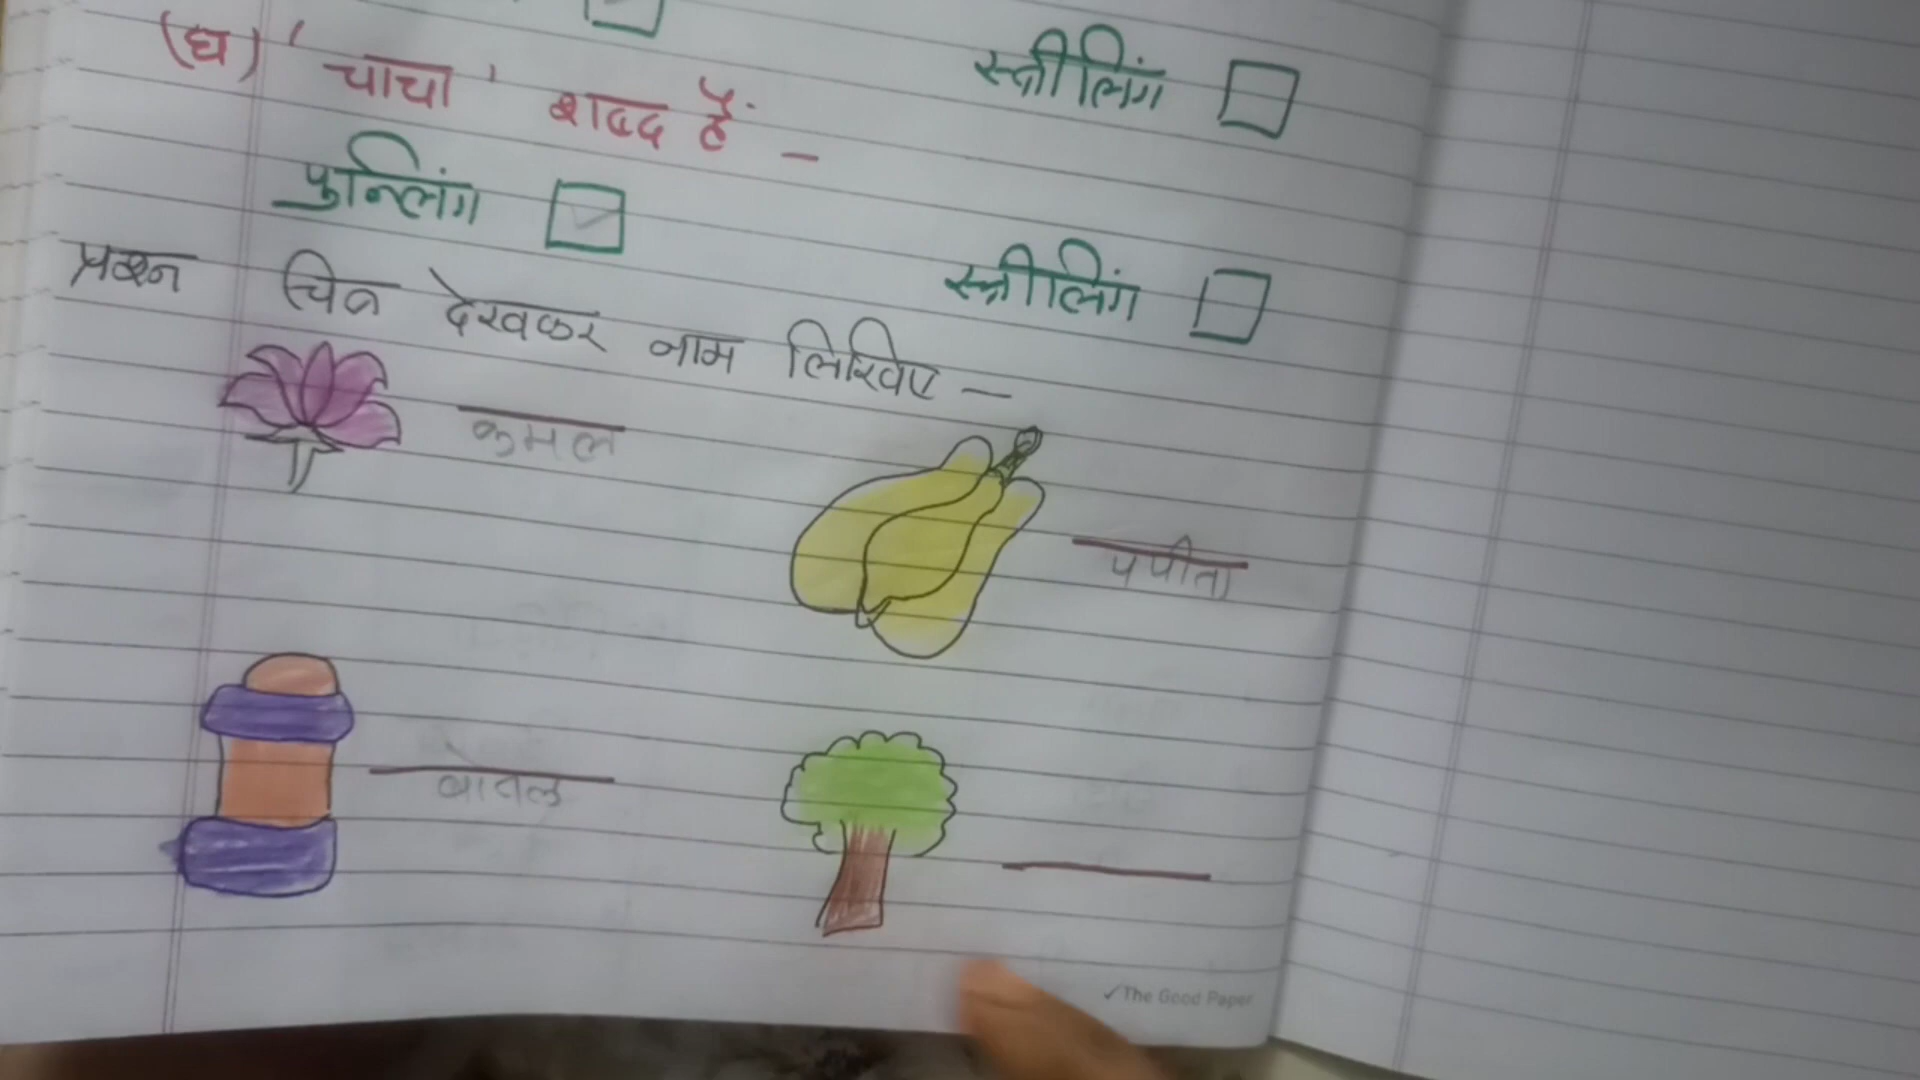 (घ) 'चाचा' शब्द हैं -
स्त्रीलिंग
पुल्लिंग
स्त्रीलिंग
प्रश्न चित्र देखकर नाम लिखिए -
कमल
पपीता
बोतल
✓The Good Paper